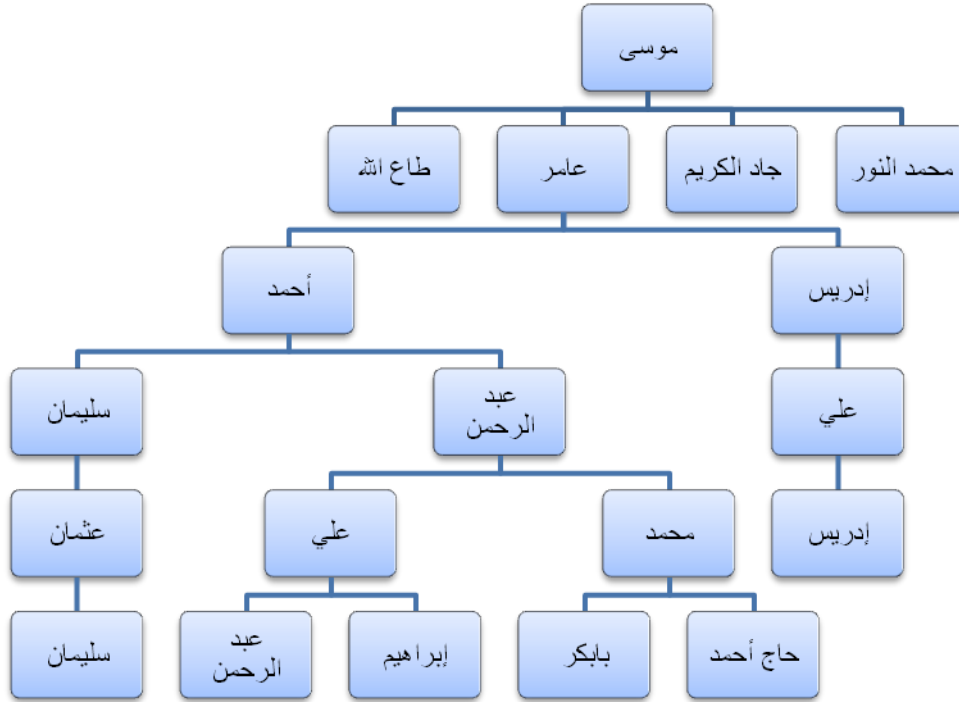 موسى
محمد النور
جاد الكريم
عامر
طاع الله
إدريس
أحمد
علي
عبد
الرحمن
سليمان
إدريس
محمد
علي
عثمان
حاج أحمد
بابكر
إبراهيم
عبد
الرحمن
سليمان